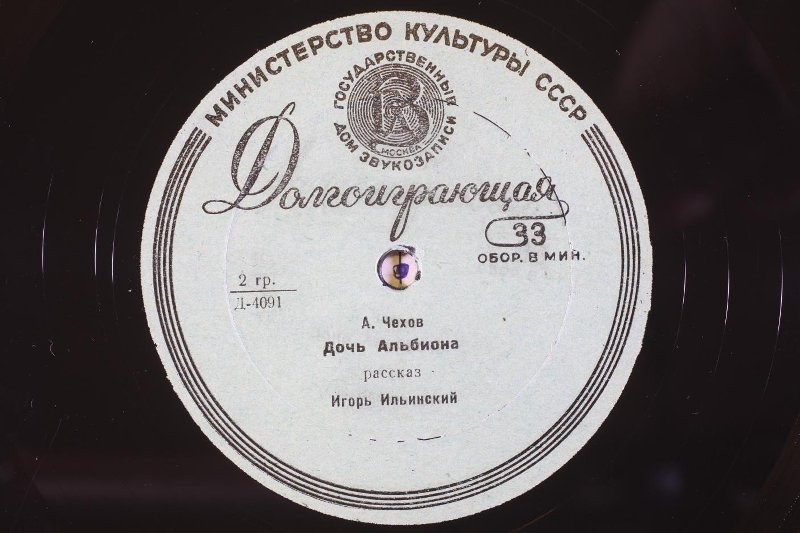 МИНИСТЕРСТВО КУЛЬТУРЫ СССР
ГОСУДАРСТВЕННЫЙ
ДОМ ЗВУКОЗАПИСИ
МОСКВА
Долгоиграющая
33
ОБОР. В МИН.
2 гр.
Д-4091
А. Чехов
Дочь Альбиона
рассказ
Игорь Ильинский